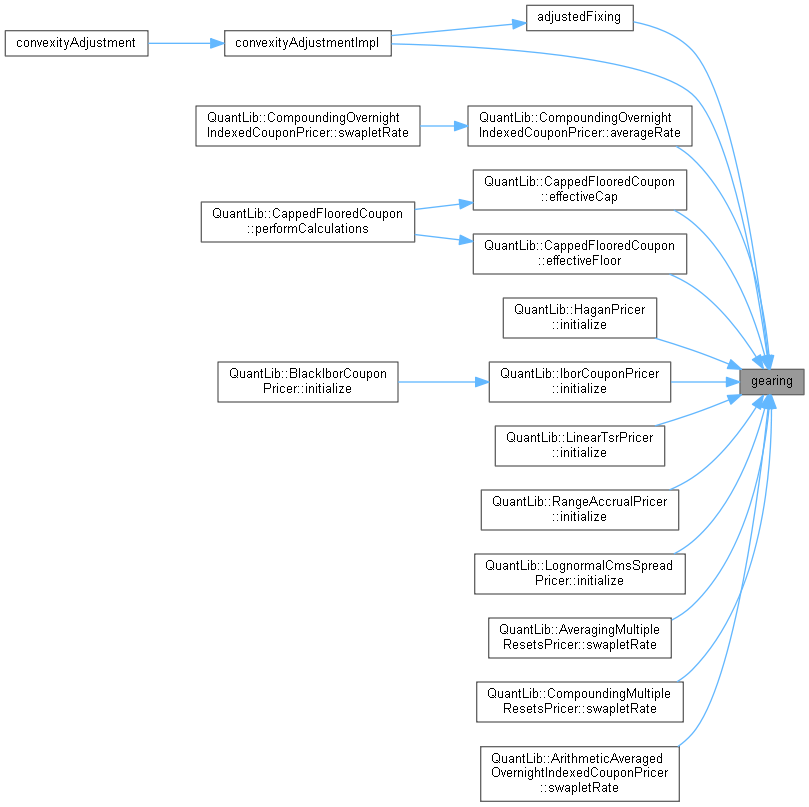 adjustedFixing
convexityAdjustment
convexityAdjustmentImpl
QuantLib::CompoundingOvernight
IndexedCouponPricer::swapletRate
QuantLib::CompoundingOvernight
IndexedCouponPricer::averageRate
QuantLib::CappedFlooredCoupon
::effectiveCap
QuantLib::CappedFlooredCoupon
::performCalculations
QuantLib::CappedFlooredCoupon
::effectiveFloor
QuantLib::HaganPricer
::initialize
QuantLib::BlackIborCoupon
Pricer::initialize
QuantLib::IborCouponPricer
::initialize
gearing
QuantLib::LinearTsrPricer
::initialize
QuantLib::RangeAccrualPricer
::initialize
QuantLib::LognormalCmsSpread
Pricer::initialize
QuantLib::AveragingMultiple
ResetsPricer::swapletRate
QuantLib::CompoundingMultiple
ResetsPricer::swapletRate
QuantLib::ArithmeticAveraged
OvernightIndexedCouponPricer
::swapletRate